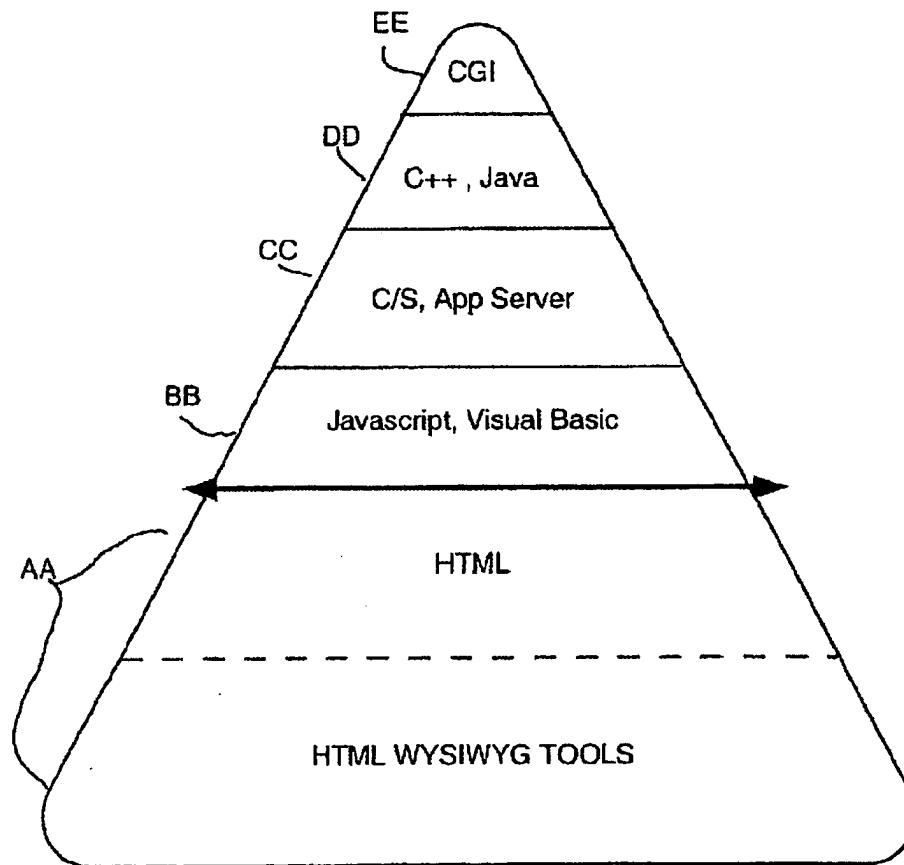 EE
CGI
DD
C++ , Java
CC
C/S, App Server
BB
Javascript, Visual Basic
AA
HTML
HTML WYSIWYG TOOLS